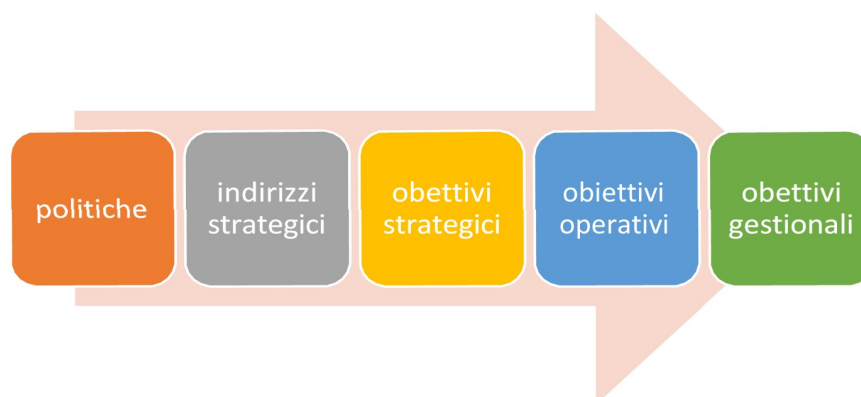 politiche
indirizzi
strategici
obettivi
strategici
obiettivi
operativi
obettivi
gestionali